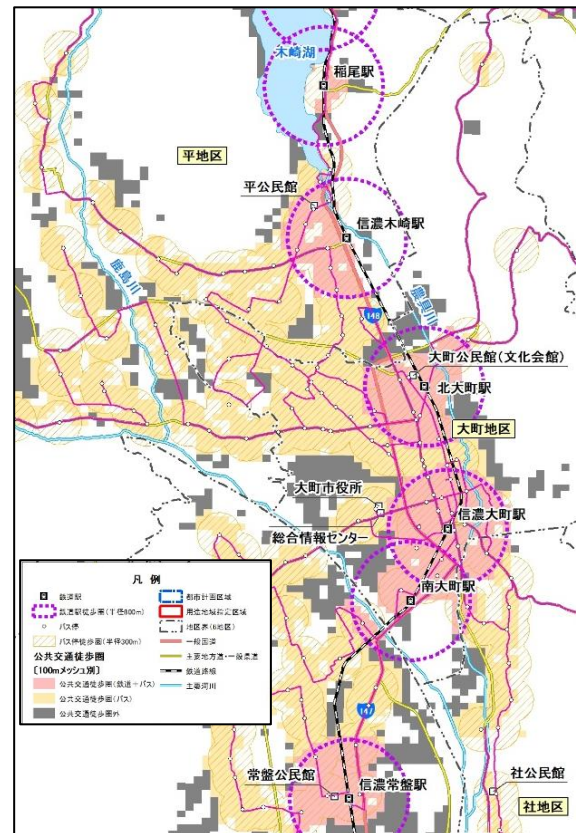 木崎湖
稲尾駅
平地区
平公民館
信濃木崎駅
鹿島川
農具川
148
大町公民館(文化会館)
北大町駅
大町地区
大町市役所
信濃大町駅
総合情報センター
南大町駅
凡 例
鉄道駅
鉄道駅徒歩圏(半径800m)
バス停
バス停徒歩圏(半径300m)
公共交通徒歩圏
【100mメッシュ別】
公共交通徒歩圏(鉄道+バス)
公共交通徒歩圏(バス)
公共交通徒歩圏外
都市計画区域
用途地域指定区域
地区界(6地区)
一般国道
主要地方道・一般県道
鉄道路線
主要河川
147
常盤公民館
信濃常盤駅
社公民館
社地区